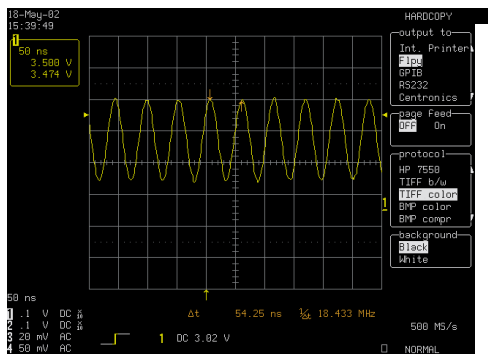 18-May-02
15:39:49
1
50 ns
3.500 V
3.474 V
HARDCOPY
output to
Int. Printer
Flpy
GPIB
RS232
Centronics
page Feed
OFF On
protocol
HP 7550
TIFF b/w
TIFF color
BMP color
BMP compr
background
Black
White
1
50 ns
1 .1 V DC
2 .1 V DC
3 20 mV AC
4 50 mV AC
Δt 54.25 ns 1/Δt 18.433 MHz
1 DC 3.02 V
500 MS/s
NORMAL